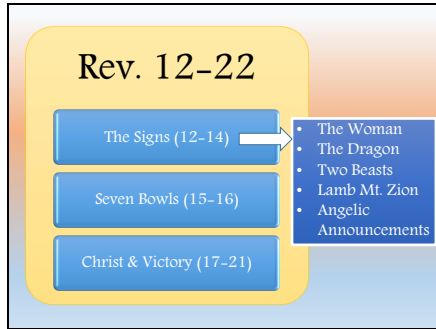 Rev. 12-22
The Signs (12-14)
Seven Bowls (15-16)
Christ & Victory (17-21)
• The Woman
• The Dragon
• Two Beasts
• Lamb Mt. Zion
• Angelic
Announcements